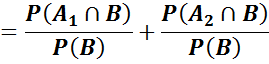 = P(A₁ ∩ B) / P(B) + P(A₂ ∩ B) / P(B)